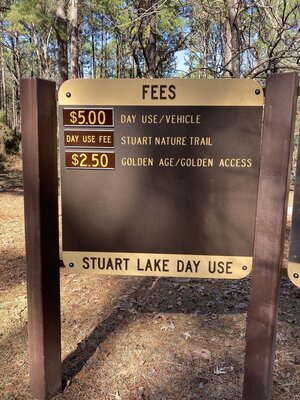 FEES
$5.00 DAY USE/VEHICLE
DAY USE FEE STUART NATURE TRAIL
$2.50 GOLDEN AGE/GOLDEN ACCESS
STUART LAKE DAY USE